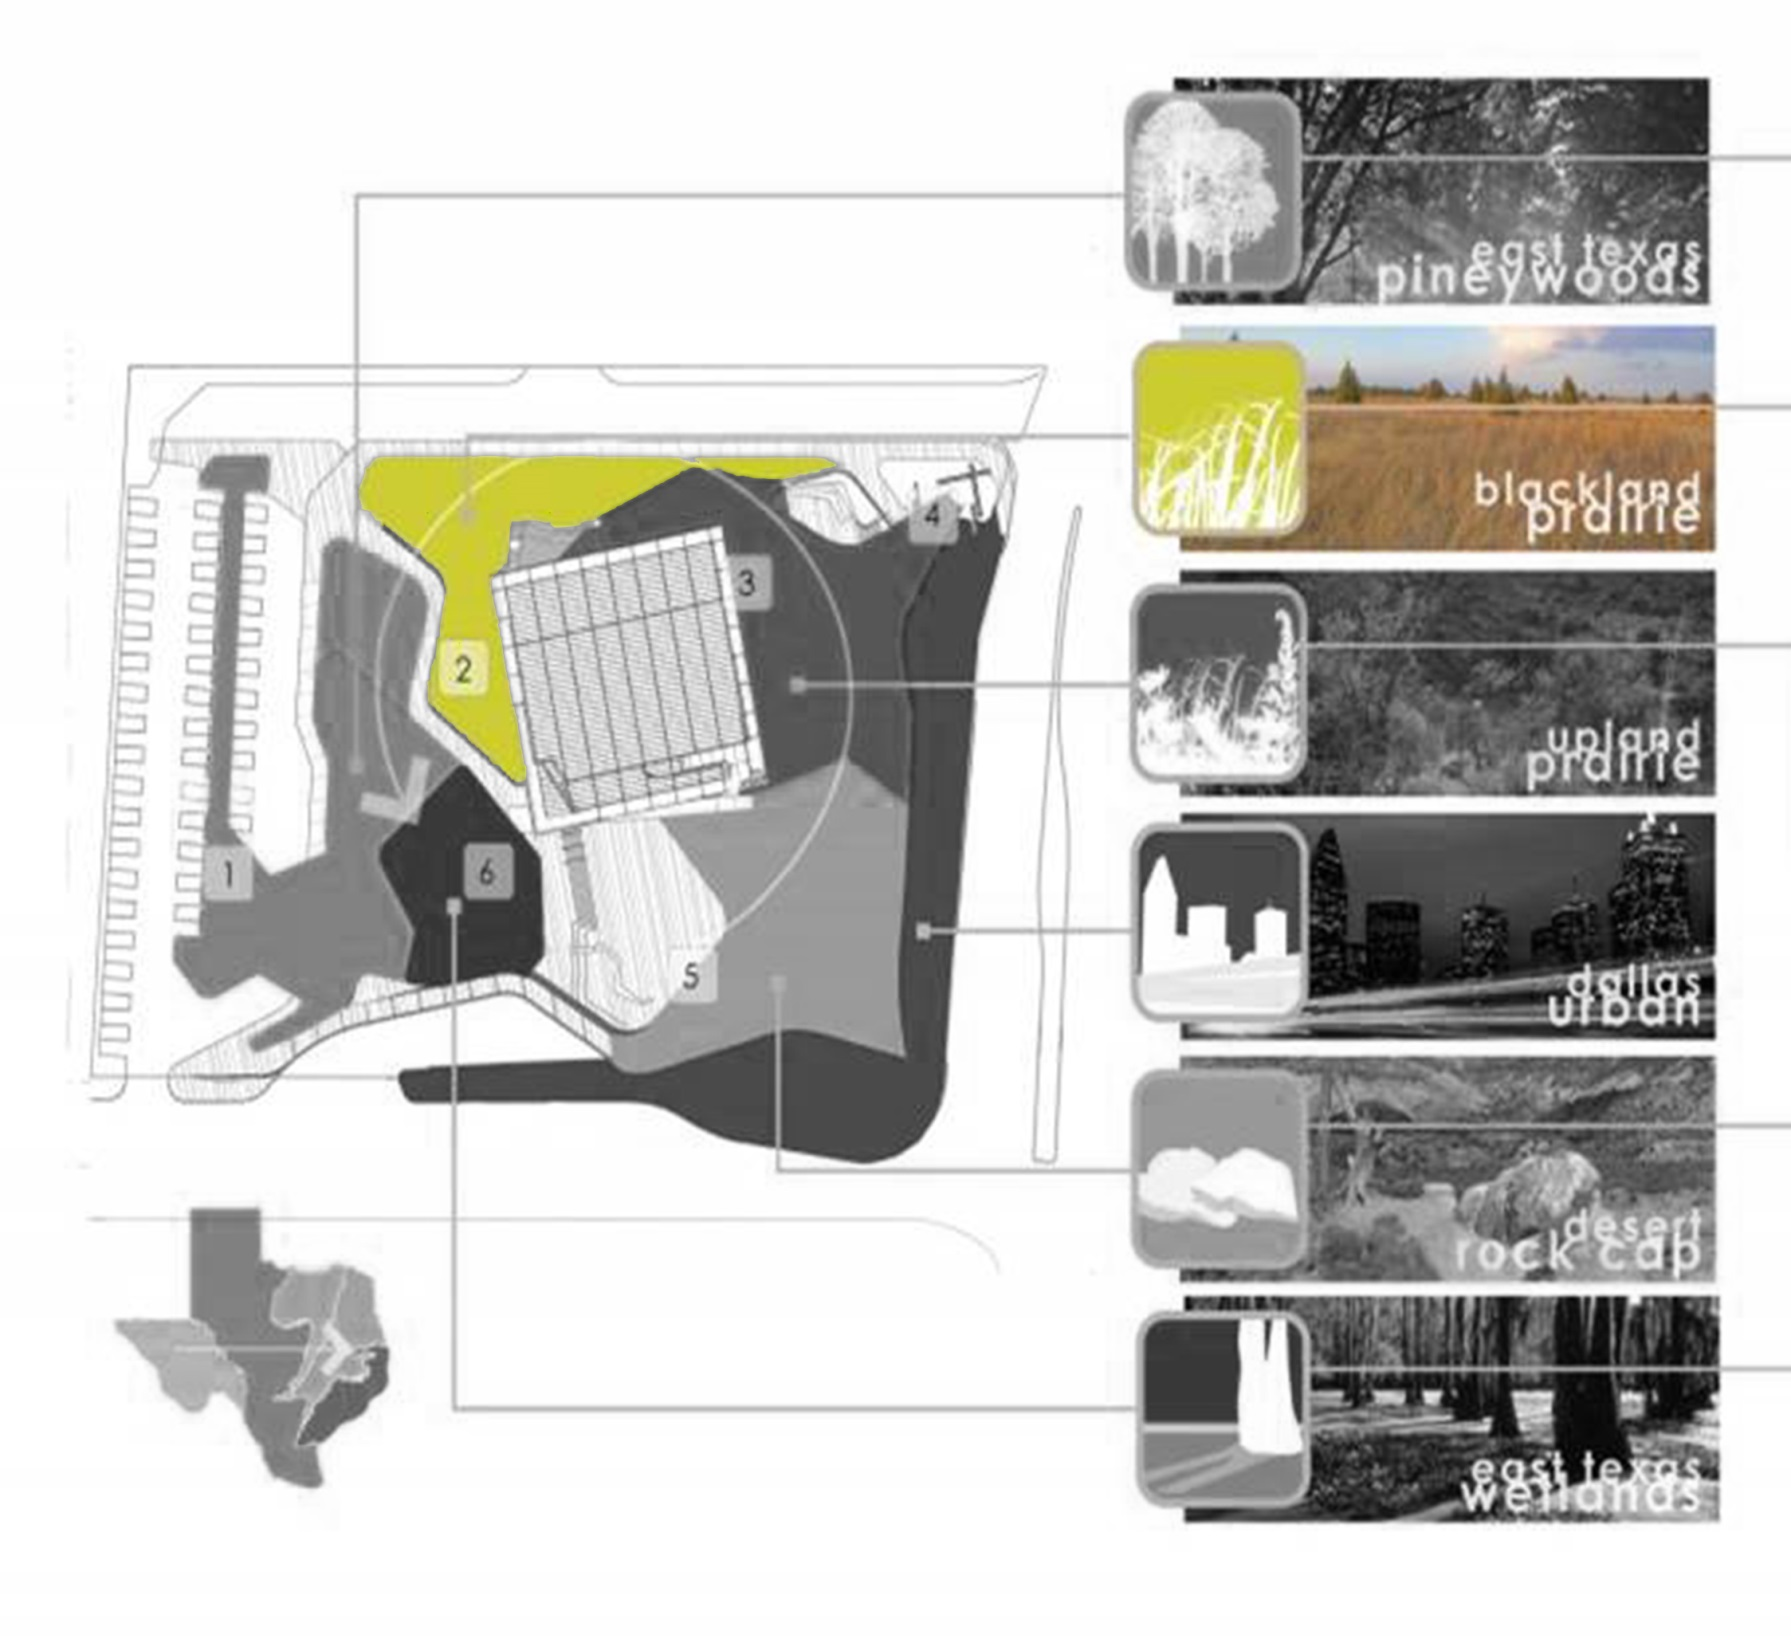 east texas
pineywoods
blackland
prairie
upland
prairie
dallas
urban
desert
rock cap
east texas
wetlands
4
3
2
1
6
5